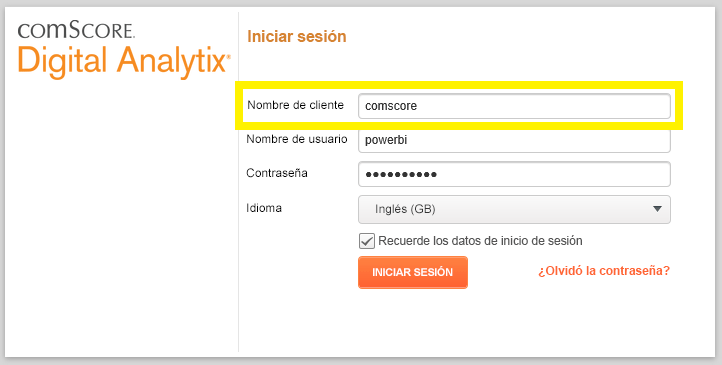 comScore.
Digital Analytix®
Iniciar sesión
Nombre de cliente comscore
Nombre de usuario powerbi
Contraseña ●●●●●●●●●●
Idioma Inglés (GB)
Recuerde los datos de inicio de sesión
INICIAR SESIÓN ¿Olvidó la contraseña?